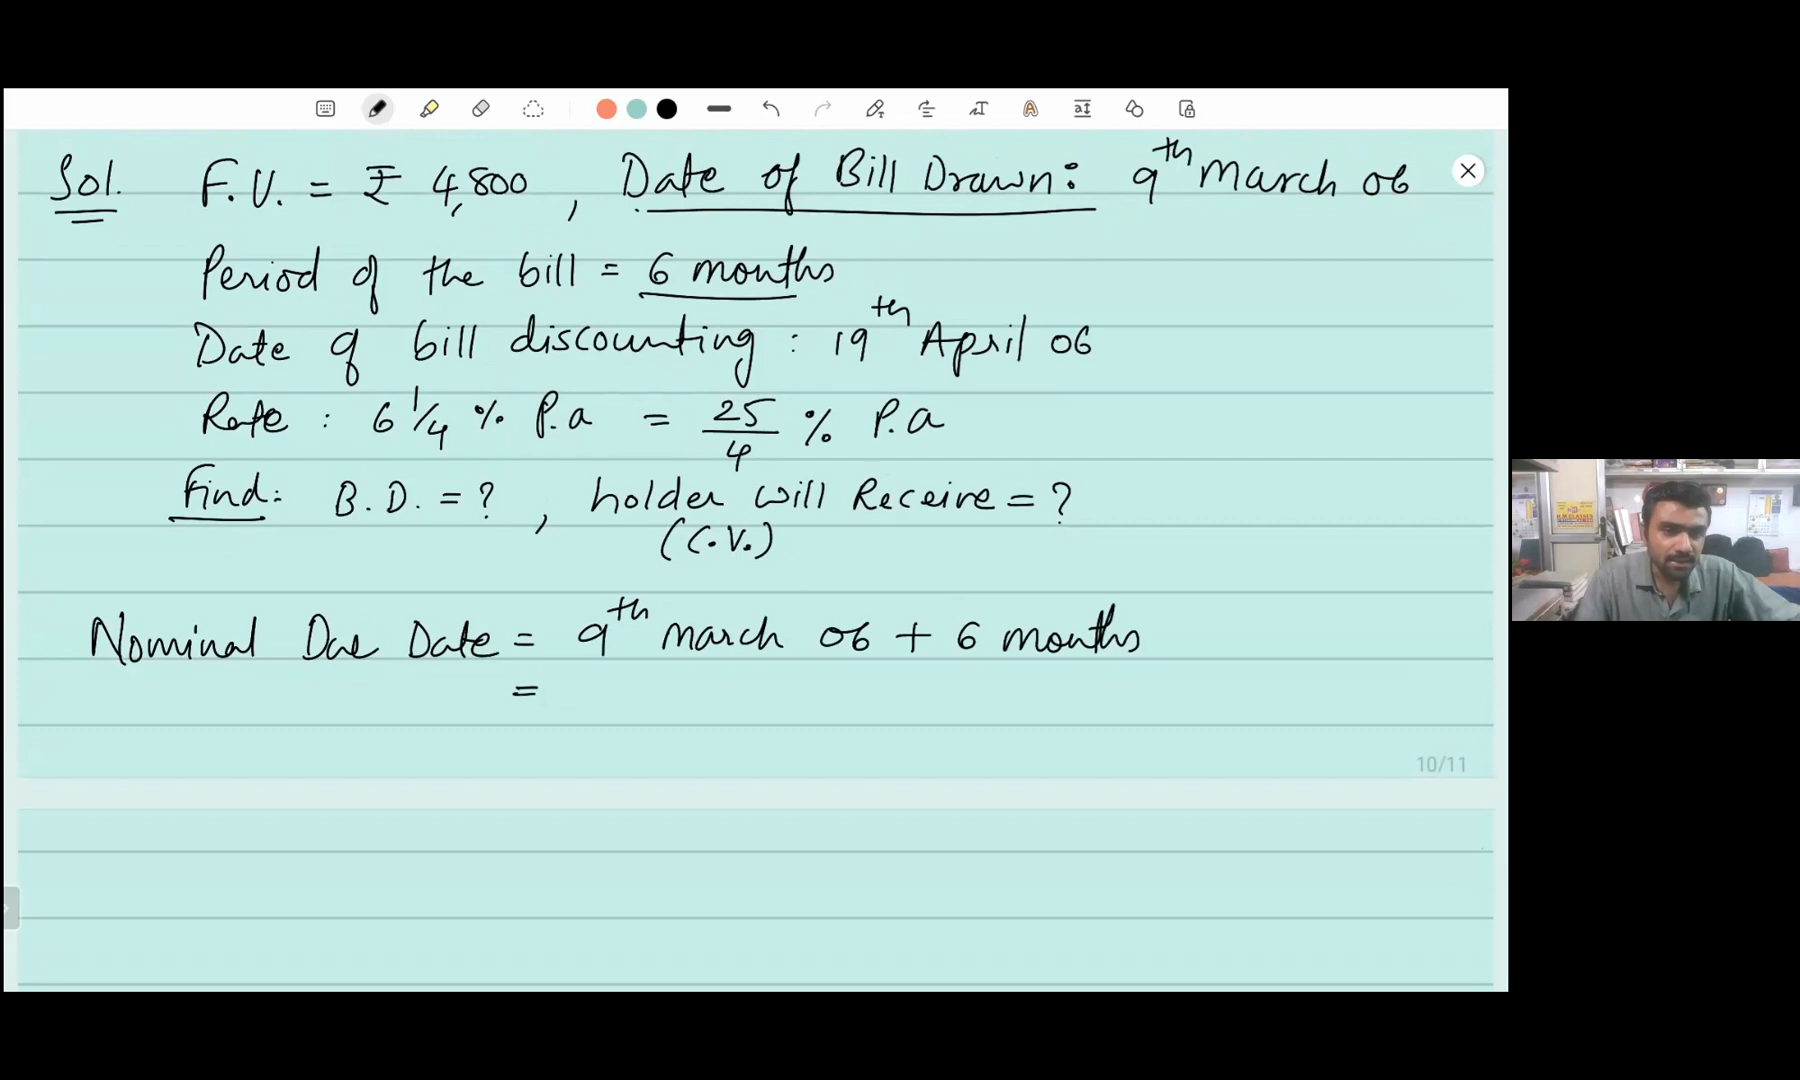 Sol. F.V. = ₹ 4,800 , Date of Bill Drawn: 9th March 06
Period of the bill = 6 months
Date of bill discounting : 19th April 06
Rate : 6 1/4 % P.a = 25/4 % P.a
Find: B.D. = ? , holder will Receive = ?
(C.V.)
Nominal Due Date = 9th march 06 + 6 months
=
10/11